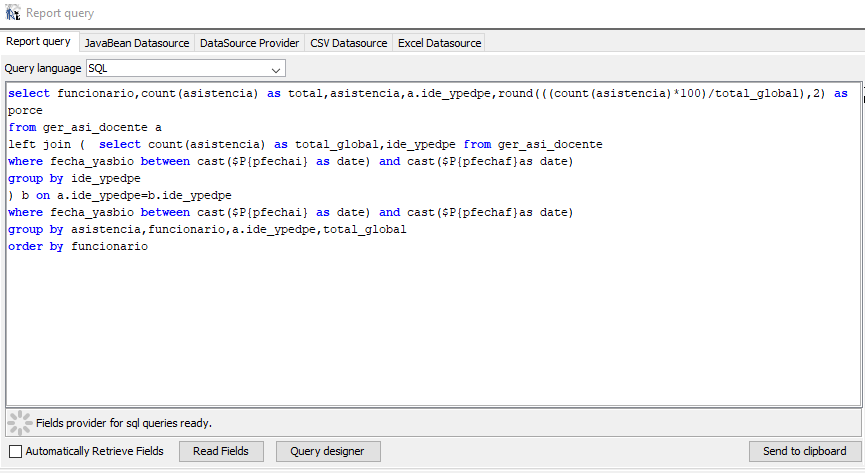 Report query
Report query JavaBean Datasource DataSource Provider CSV Datasource Excel Datasource
Query language SQL
select funcionario,count(asistencia) as total,asistencia,a.ide_ypedpe,round(((count(asistencia)*100)/total_global),2) as
porce
from ger_asi_docente a
left join (  select count(asistencia) as total_global,ide_ypedpe from ger_asi_docente
where fecha_yasbio between cast($P{pfechai} as date) and cast($P{pfechaf}as date)
group by ide_ypedpe
) b on a.ide_ypedpe=b.ide_ypedpe
where fecha_yasbio between cast($P{pfechai} as date) and cast($P{pfechaf}as date)
group by asistencia,funcionario,a.ide_ypedpe,total_global
order by funcionario
Fields provider for sql queries ready.
Automatically Retrieve Fields Read Fields Query designer Send to clipboard